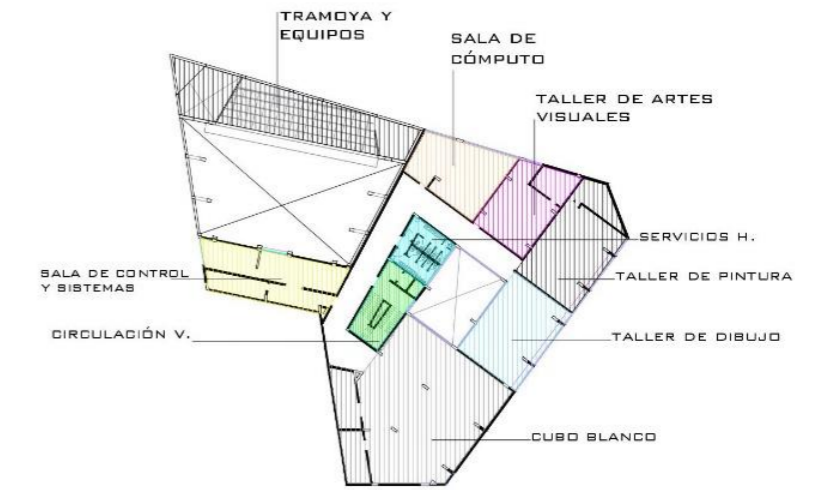 TRAMOYA Y
EQUIPOS
SALA DE
CÓMPUTO
TALLER DE ARTES
VISUALES
SERVICIOS H.
TALLER DE PINTURA
SALA DE CONTROL
Y SISTEMAS
CIRCULACIÓN V.
TALLER DE DIBUJO
CUBO BLANCO